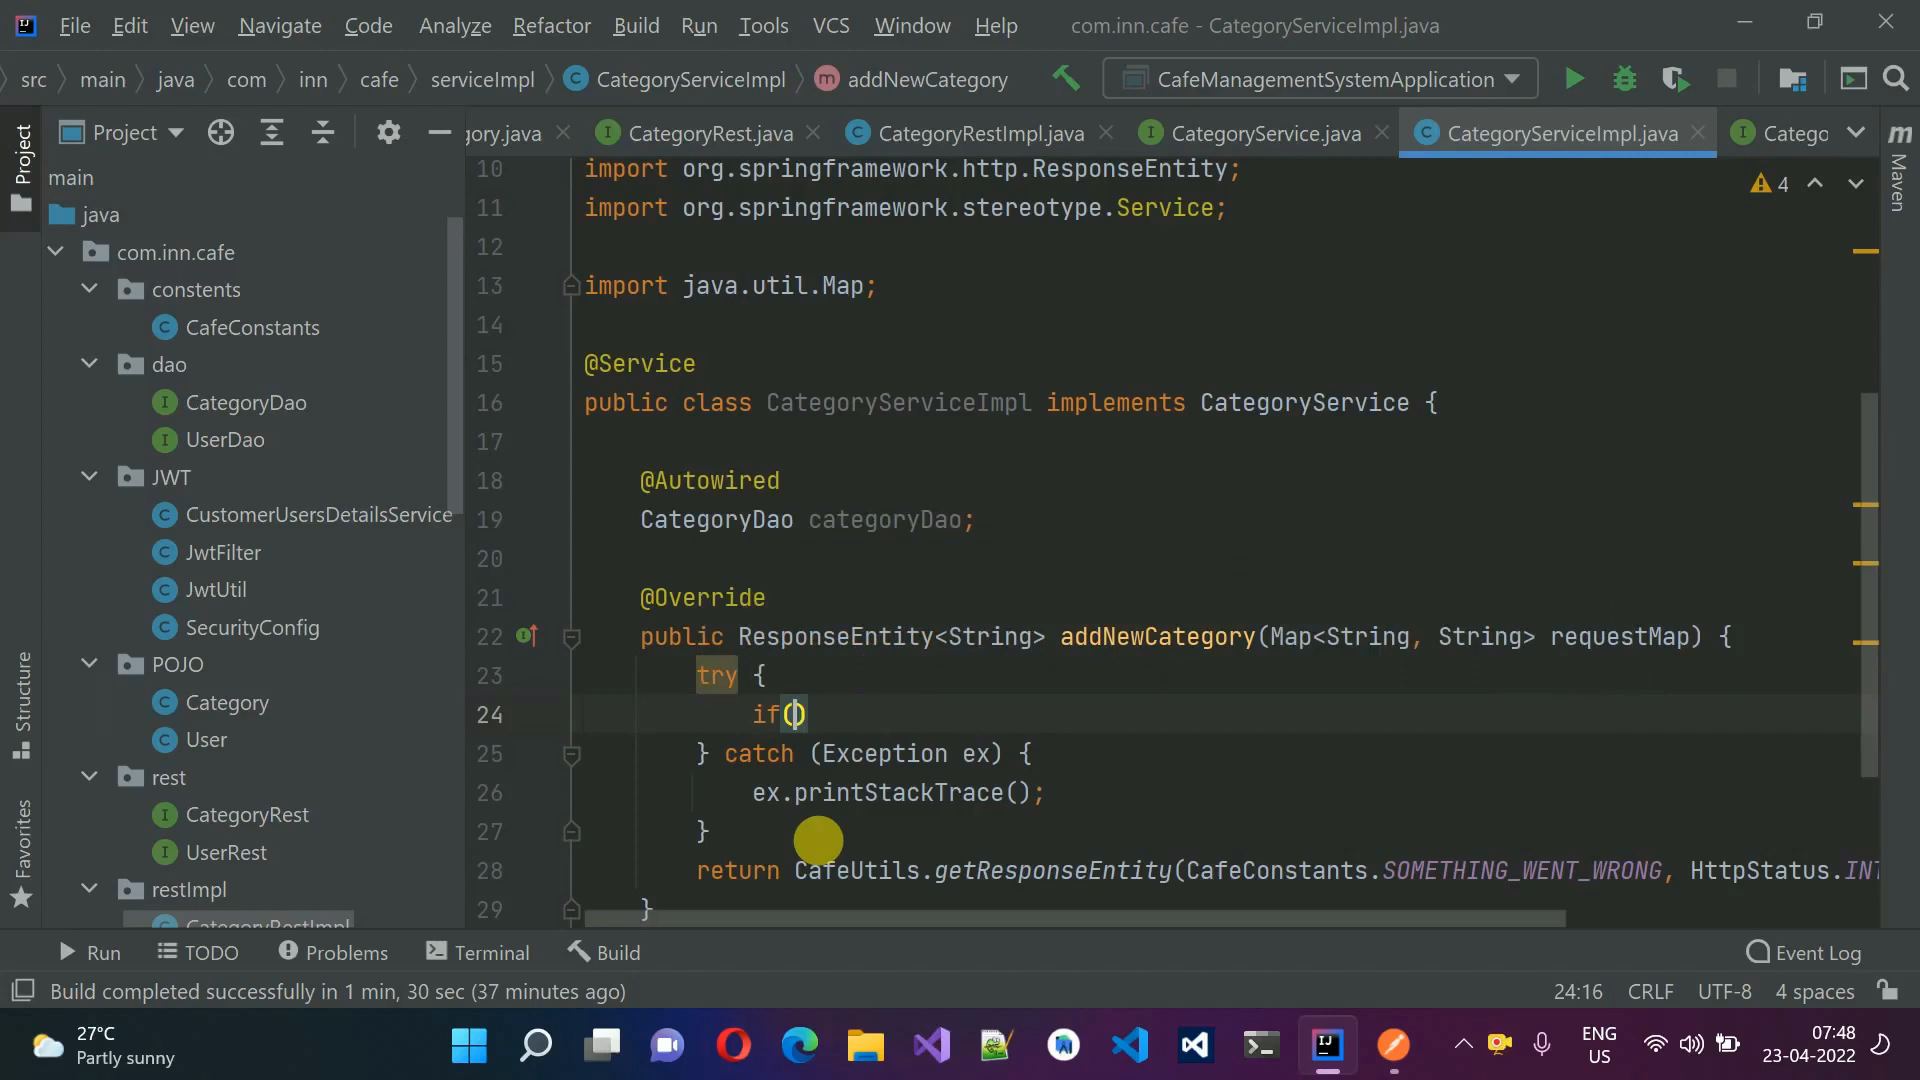 File Edit View Navigate Code Analyze Refactor Build Run Tools VCS Window Help com.inn.cafe - CategoryServiceImpl.java
src main java com inn cafe serviceImpl CategoryServiceImpl addNewCategory CafeManagementSystemApplication
Project
gory.java CategoryRest.java CategoryRestImpl.java CategoryService.java CategoryServiceImpl.java Catego
main
java
com.inn.cafe
constents
CafeConstants
dao
CategoryDao
UserDao
JWT
CustomerUsersDetailsService
JwtFilter
JwtUtil
SecurityConfig
POJO
Category
User
rest
CategoryRest
UserRest
restImpl
CategoryRestImpl
Project
Structure
Favorites
4
Maven
10 import org.springframework.http.ResponseEntity;
11 import org.springframework.stereotype.Service;
12
13 import java.util.Map;
14
15 @Service
16 public class CategoryServiceImpl implements CategoryService {
17
18 @Autowired
19 CategoryDao categoryDao;
20
21 @Override
22 public ResponseEntity<String> addNewCategory(Map<String, String> requestMap) {
23 try {
24 if()
25 } catch (Exception ex) {
26 ex.printStackTrace();
27 }
28 return CafeUtils.getResponseEntity(CafeConstants.SOMETHING_WENT_WRONG, HttpStatus.INT
29 }
Run TODO Problems Terminal Build Event Log
Build completed successfully in 1 min, 30 sec (37 minutes ago) 24:16 CRLF UTF-8 4 spaces
27°C
Partly sunny
ENG
US
07:48
23-04-2022